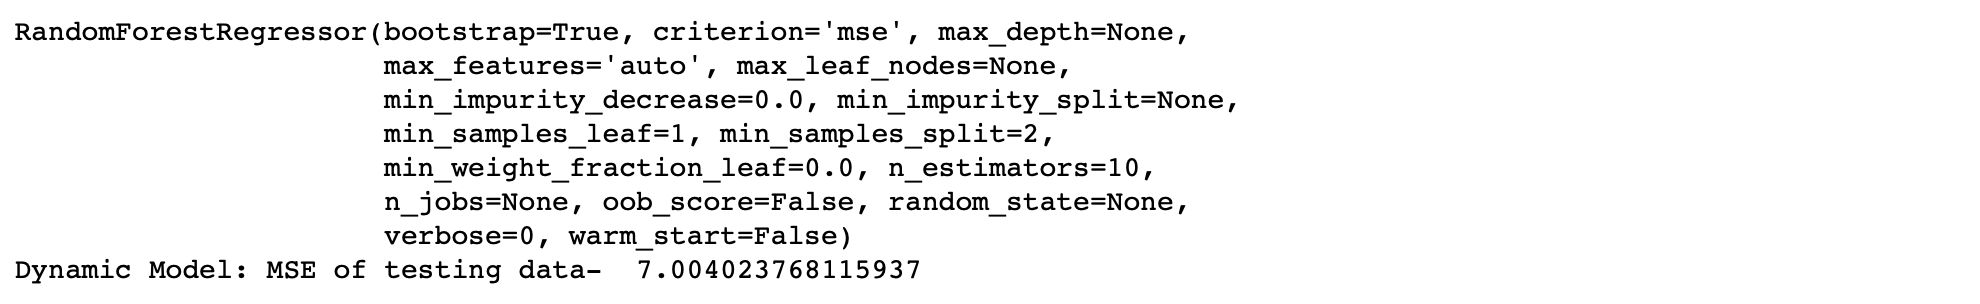 RandomForestRegressor(bootstrap=True, criterion='mse', max_depth=None,
max_features='auto', max_leaf_nodes=None,
min_impurity_decrease=0.0, min_impurity_split=None,
min_samples_leaf=1, min_samples_split=2,
min_weight_fraction_leaf=0.0, n_estimators=10,
n_jobs=None, oob_score=False, random_state=None,
verbose=0, warm_start=False)
Dynamic Model: MSE of testing data-  7.004023768115937